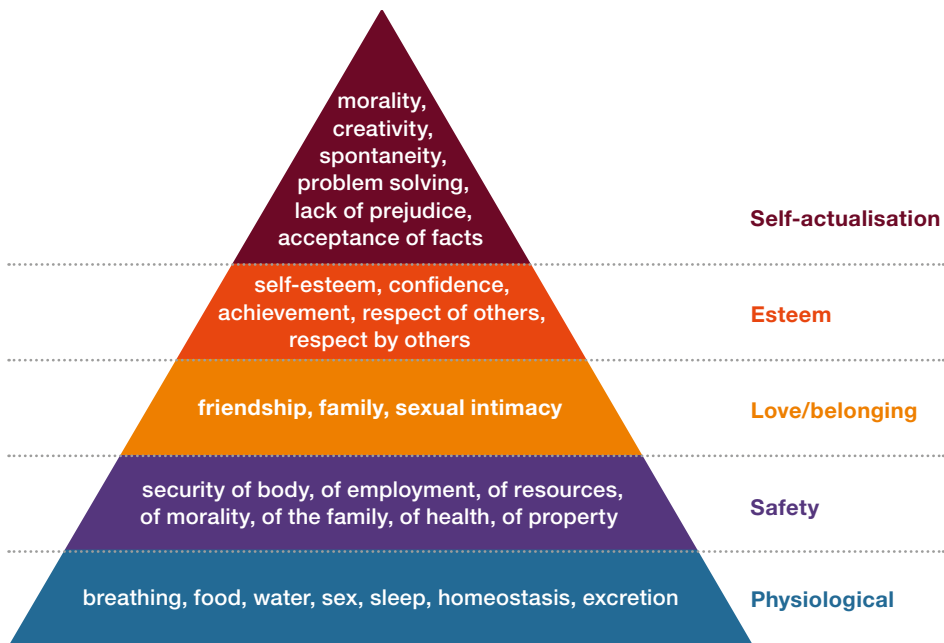 morality,
creativity,
spontaneity,
problem solving,
lack of prejudice,
acceptance of facts
Self-actualisation
self-esteem, confidence,
achievement, respect of others,
respect by others
Esteem
friendship, family, sexual intimacy
Love/belonging
security of body, of employment, of resources,
of morality, of the family, of health, of property
Safety
breathing, food, water, sex, sleep, homeostasis, excretion
Physiological